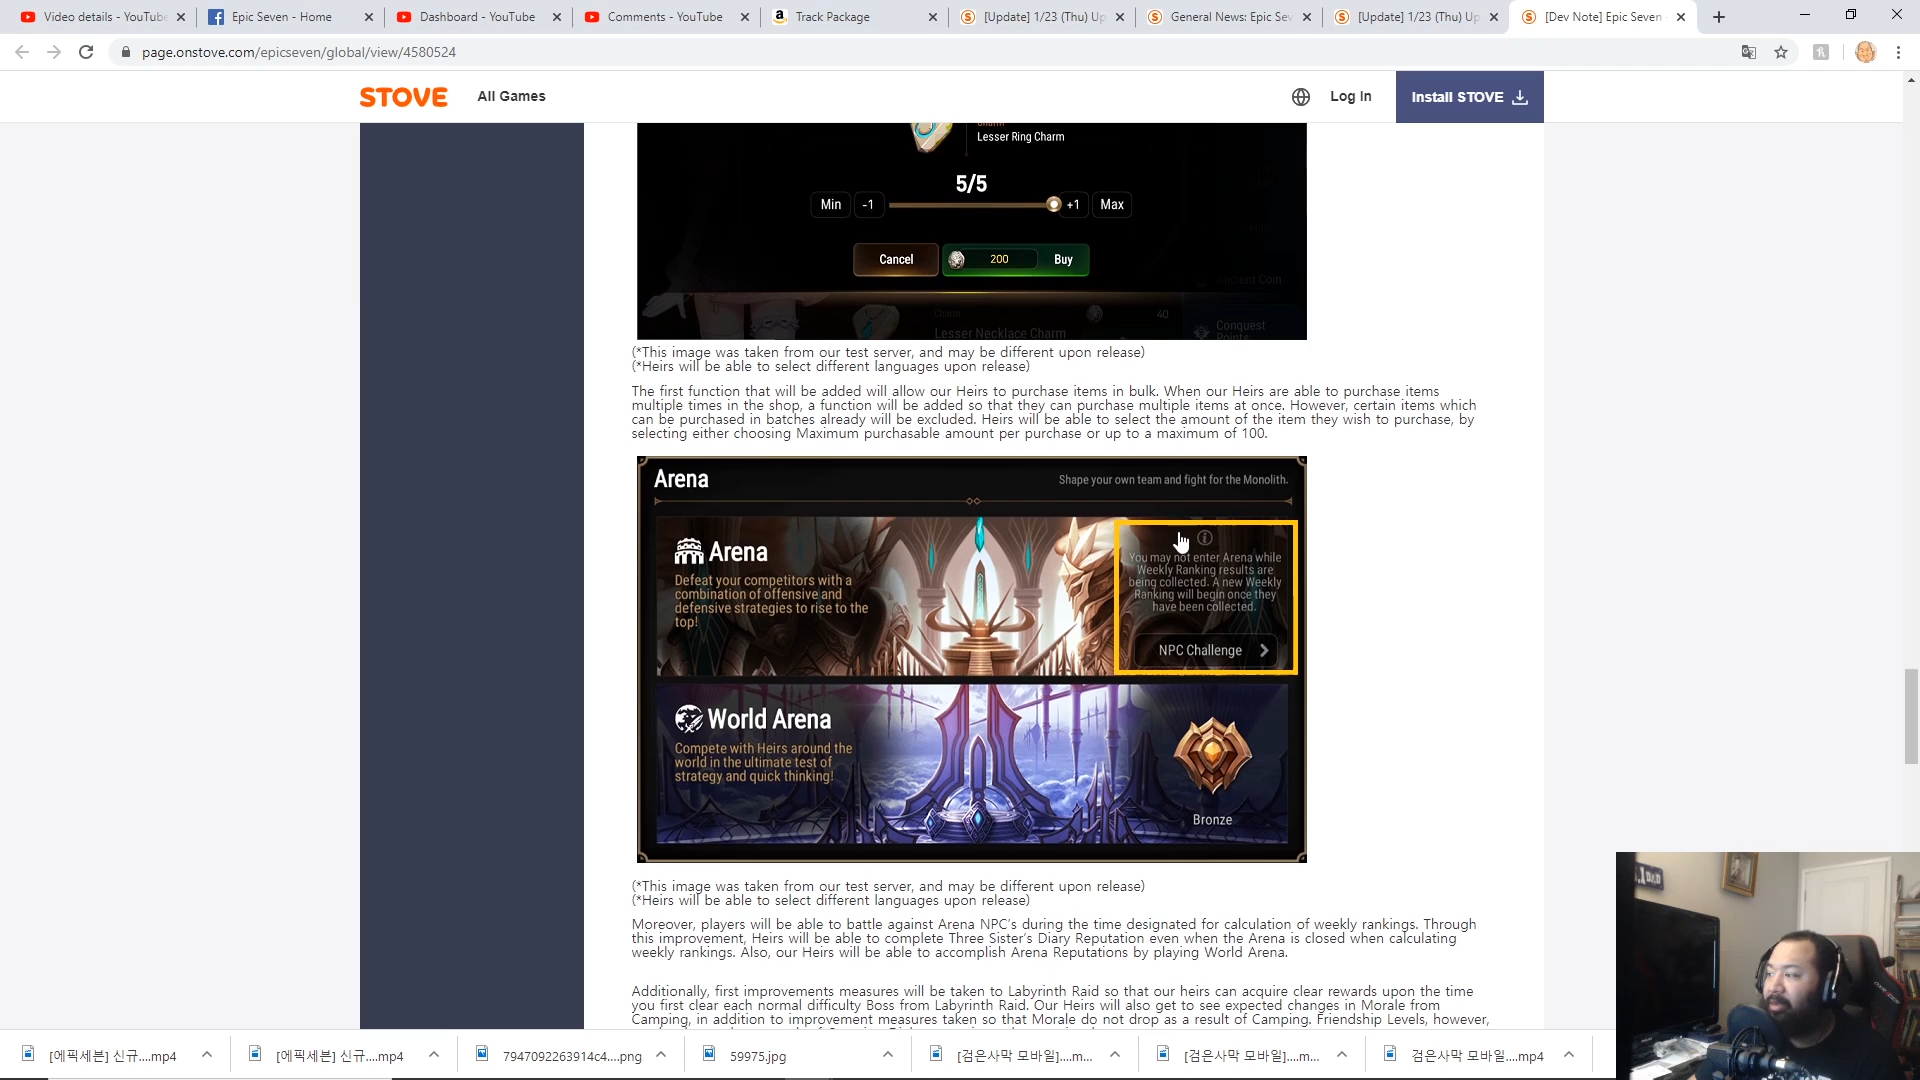 Video details - YouTube
Epic Seven - Home
Dashboard - YouTube
Comments - YouTube
Track Package
[Update] 1/23 (Thu) Up
General News: Epic Sev
[Update] 1/23 (Thu) Up
[Dev Note] Epic Seven
page.onstove.com/epicseven/global/view/4580524
STOVE
All Games
Log In
Install STOVE
Charm
Lesser Ring Charm
5/5
Min
-1
+1
Max
Cancel
200
Buy
Ancient Coin
Charm
Lesser Necklace Charm
40
Conquest
Points
(*This image was taken from our test server, and may be different upon release)
(*Heirs will be able to select different languages upon release)
The first function that will be added will allow our Heirs to purchase items in bulk. When our Heirs are able to purchase items
multiple times in the shop, a function will be added so that they can purchase multiple items at once. However, certain items which
can be purchased in batches already will be excluded. Heirs will be able to select the amount of the item they wish to purchase, by
selecting either choosing Maximum purchasable amount per purchase or up to a maximum of 100.
Arena
Shape your own team and fight for the Monolith.
Arena
Defeat your competitors with a
combination of offensive and
defensive strategies to rise to the
top!
You may not enter Arena while
Weekly Ranking results are
being collected. A new Weekly
Ranking will begin once they
have been collected.
NPC Challenge
World Arena
Compete with Heirs around the
world in the ultimate test of
strategy and quick thinking!
Bronze
(*This image was taken from our test server, and may be different upon release)
(*Heirs will be able to select different languages upon release)
Moreover, players will be able to battle against Arena NPC's during the time designated for calculation of weekly rankings. Through
this improvement, Heirs will be able to complete Three Sister's Diary Reputation even when the Arena is closed when calculating
weekly rankings. Also, our Heirs will be able to accomplish Arena Reputations by playing World Arena.
Additionally, first improvements measures will be taken to Labyrinth Raid so that our heirs can acquire clear rewards upon the time
you first clear each normal difficulty Boss from Labyrinth Raid. Our Heirs will also get to see expected changes in Morale from
Camping, in addition to improvement measures taken so that Morale do not drop as a result of Camping. Friendship Levels, however,
[에픽세븐] 신규....mp4
[에픽세븐] 신규....mp4
7947092263914c4....png
59975.jpg
[검은사막 모바일]....m...
[검은사막 모바일]....m...
검은사막 모바일....mp4